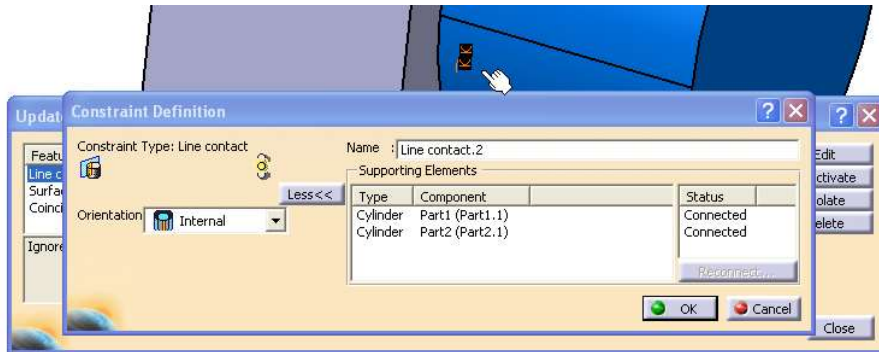 Updat
Constraint Definition
Constraint Type: Line contact
Name : Line contact.2
Supporting Elements
Less<<
Type Component
Cylinder Part1 (Part1.1)
Cylinder Part2 (Part2.1)
Status
Connected
Connected
Reconnect...
Orientation Internal
OK Cancel
Featu
Line c
Surfac
Coinci
Ignore
Edit
ctivate
olate
elete
Close